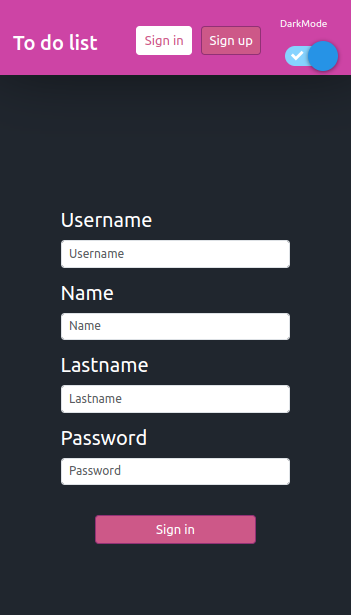 DarkMode
To do list
Sign in
Sign up
Username
Username
Name
Name
Lastname
Lastname
Password
Password
Sign in